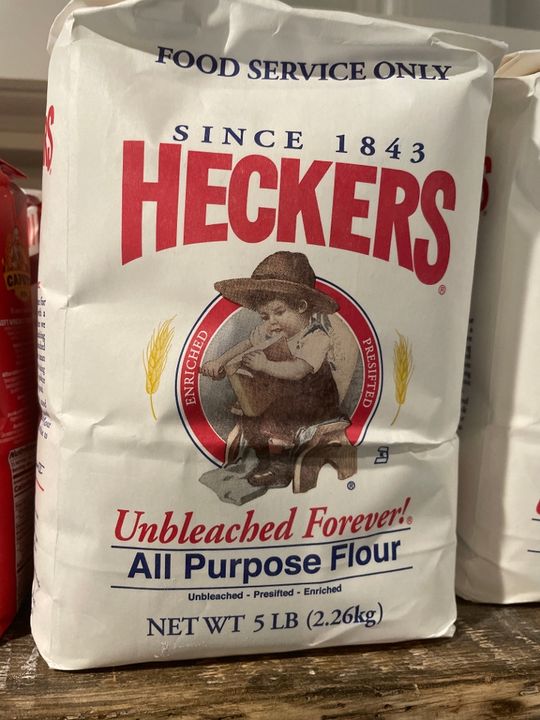 FOOD SERVICE ONLY
SINCE 1843
HECKERS®
ENRICHED
PRESIFTED
®
Unbleached Forever!®
All Purpose Flour
Unbleached - Presifted - Enriched
NET WT 5 LB (2.26kg)